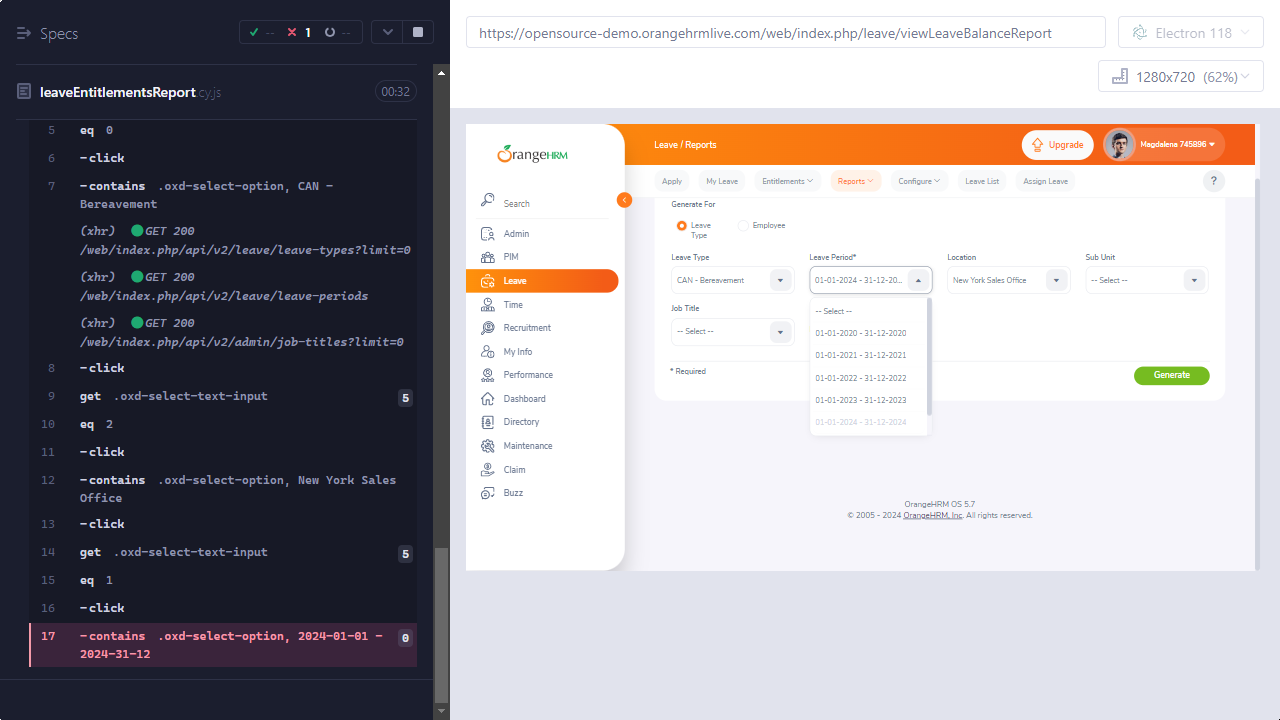 Specs
-- 1 --
leaveEntitlementsReport.cy.js
00:32
5 eq 0
6 -click
7 -contains .oxd-select-option, CAN -
Bereavement
(xhr) GET 200
/web/index.php/api/v2/leave/leave-types?limit=0
(xhr) GET 200
/web/index.php/api/v2/leave/leave-periods
(xhr) GET 200
/web/index.php/api/v2/admin/job-titles?limit=0
8 -click
9 get .oxd-select-text-input 5
10 eq 2
11 -click
12 -contains .oxd-select-option, New York Sales
Office
13 -click
14 get .oxd-select-text-input 5
15 eq 1
16 -click
17 -contains .oxd-select-option, 2024-01-01 - 0
2024-31-12
https://opensource-demo.orangehrmlive.com/web/index.php/leave/viewLeaveBalanceReport
Electron 118
1280x720 (62%)
OrangeHRM
Search
Admin
PIM
Leave
Time
Recruitment
My Info
Performance
Dashboard
Directory
Maintenance
Claim
Buzz
Leave / Reports
Upgrade
Magdalena 745896
Apply My Leave Entitlements Reports Configure Leave List Assign Leave ?
Generate For
Leave
Type
Employee
Leave Type Leave Period* Location Sub Unit
CAN - Bereavement 01-01-2024 - 31-12-20... New York Sales Office -- Select --
Job Title
-- Select --
-- Select --
01-01-2020 - 31-12-2020
01-01-2021 - 31-12-2021
01-01-2022 - 31-12-2022
01-01-2023 - 31-12-2023
01-01-2024 - 31-12-2024
* Required
Generate
OrangeHRM OS 5.7
© 2005 - 2024 OrangeHRM, Inc. All rights reserved.